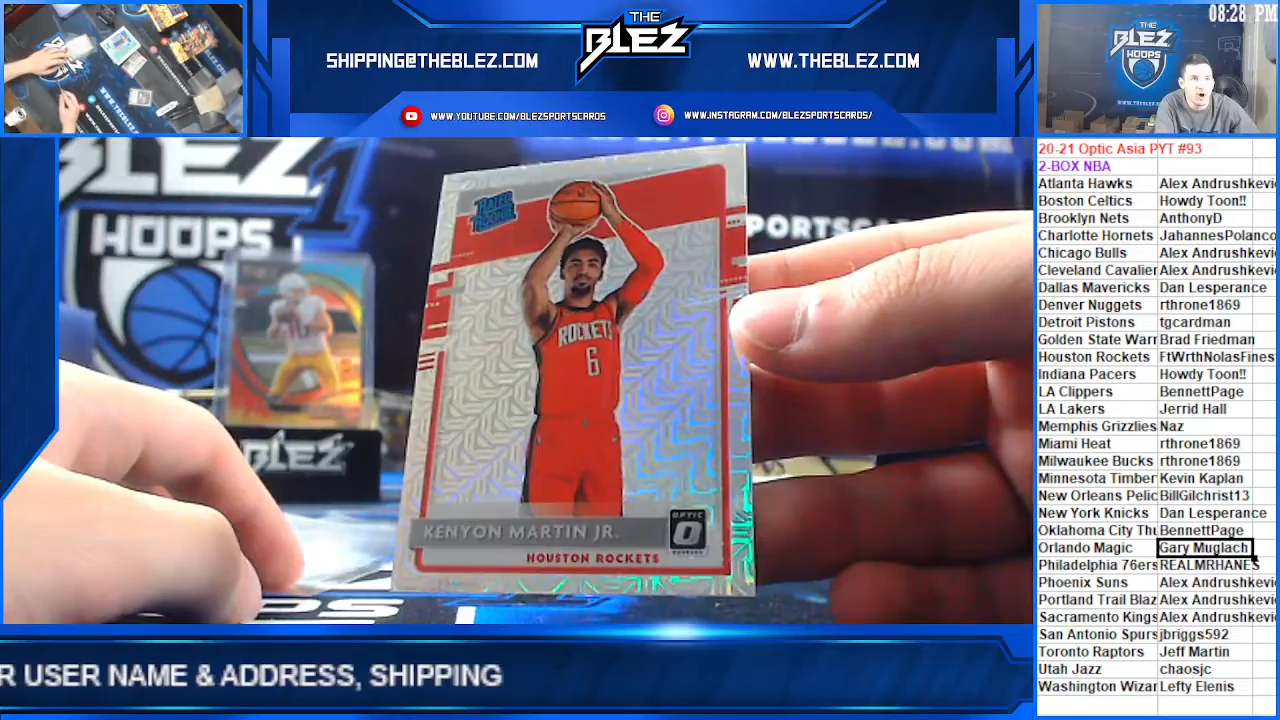 SHIPPING@THEBLEZ.COM
THE
BLEZ
WWW.THEBLEZ.COM
WWW.YOUTUBE.COM/BLEZSPORTSCARDS
WWW.INSTAGRAM.COM/BLEZSPORTSCARDS/
08:28 PM
BLEZ
HOOPS
BLEZ
HOOPS
1
PORTSCAR
RATED
ROOKIE
ROCKETS
6
KENYON MARTIN JR.
OPTIC
HOUSTON ROCKETS
BLEZ
R USER NAME & ADDRESS, SHIPPING
20-21 Optic Asia PYT #93
2-BOX NBA
Atlanta Hawks Alex Andrushkevic
Boston Celtics Howdy Toon!!
Brooklyn Nets AnthonyD
Charlotte Hornets JahannesPolanco
Chicago Bulls Alex Andrushkevic
Cleveland Cavalier Alex Andrushkevic
Dallas Mavericks Dan Lesperance
Denver Nuggets rthrone1869
Detroit Pistons tgcardman
Golden State Warr Brad Friedman
Houston Rockets FtWrthNolasFines
Indiana Pacers Howdy Toon!!
LA Clippers BennettPage
LA Lakers Jerrid Hall
Memphis Grizzlies Naz
Miami Heat rthrone1869
Milwaukee Bucks rthrone1869
Minnesota Timber Kevin Kaplan
New Orleans Pelic BillGilchrist13
New York Knicks Dan Lesperance
Oklahoma City Thu BennettPage
Orlando Magic Gary Muglach
Philadelphia 76ers REALMRHANES
Phoenix Suns Alex Andrushkevic
Portland Trail Blaz Alex Andrushkevic
Sacramento Kings Alex Andrushkevic
San Antonio Spurs jbriggs592
Toronto Raptors Jeff Martin
Utah Jazz chaosjc
Washington Wizar Lefty Elenis